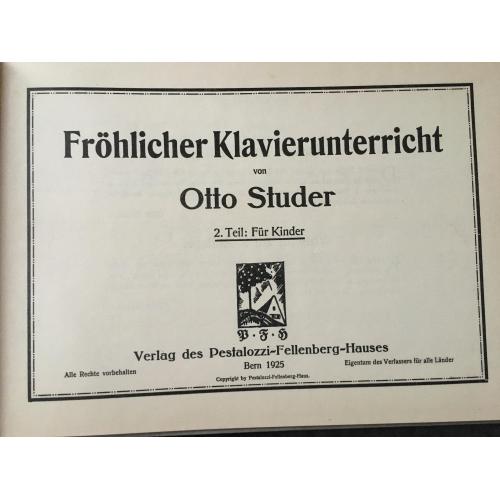 Fröhlicher Klavierunterricht
von
Otto Studer
2. Teil: Für Kinder
P·F·H
Verlag des Pestalozzi-Fellenberg-Hauses
Bern 1925
Alle Rechte vorbehalten
Eigentum des Verfassers für alle Länder
Copyright by Pestalozzi-Fellenberg-Haus.